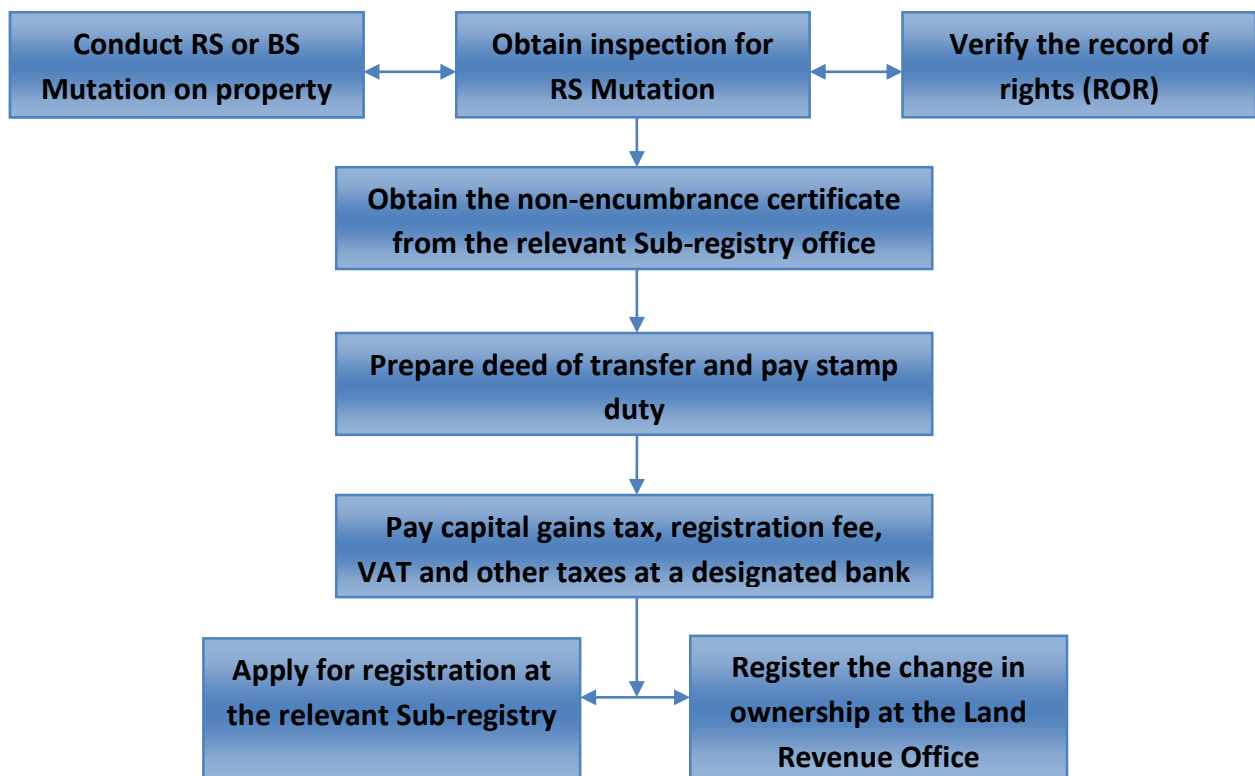 Conduct RS or BS
Mutation on property
Obtain inspection for
RS Mutation
Verify the record of
rights (ROR)
Obtain the non-encumbrance certificate
from the relevant Sub-registry office
Prepare deed of transfer and pay stamp
duty
Pay capital gains tax, registration fee,
VAT and other taxes at a designated bank
Apply for registration at
the relevant Sub-registry
Register the change in
ownership at the Land
Revenue Office